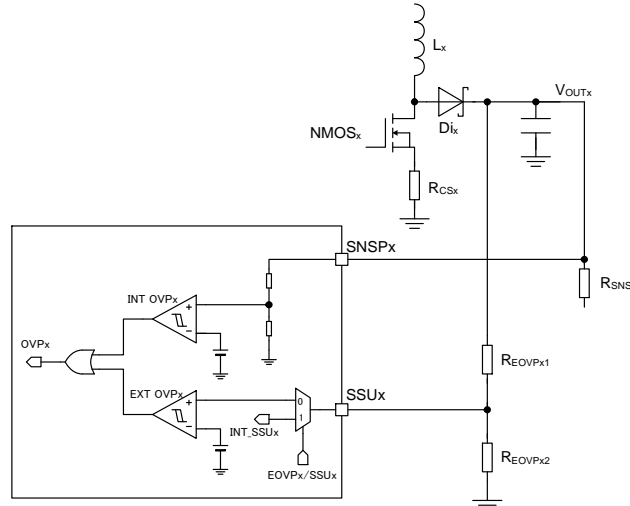 Lx
VOUTx
NMOSx
Dix
RCSx
SNSPx
RSNS
INT OVPx
+
−
OVPx
REOVPx1
EXT OVPx
SSUx
+
0
−
INT_SSUx
1
REOVPx2
EOVPx/SSUx